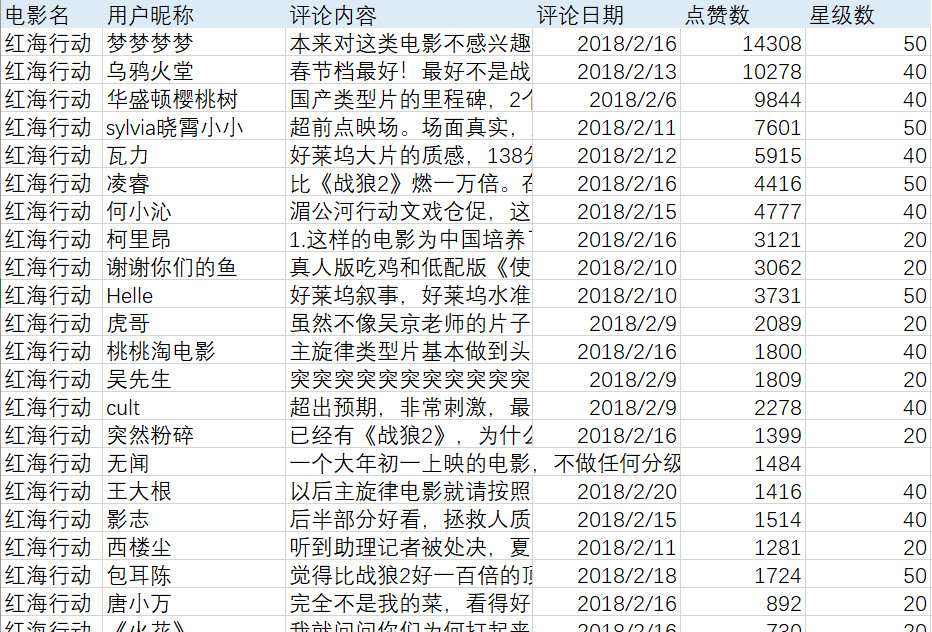 电影名 用户昵称 评论内容 评论日期 点赞数 星级数
红海行动 梦梦梦梦 本来对这类电影不感兴趣 2018/2/16 14308 50
红海行动 乌鸦火堂 春节档最好！最好不是战 2018/2/13 10278 40
红海行动 华盛顿樱桃树 国产类型片的里程碑，2个 2018/2/6 9844 40
红海行动 sylvia晓霄小小 超前点映场。场面真实， 2018/2/11 7601 50
红海行动 瓦力 好莱坞大片的质感，138分 2018/2/12 5915 40
红海行动 凌睿 比《战狼2》燃一万倍。在 2018/2/16 4416 50
红海行动 何小沁 湄公河行动文戏仓促，这 2018/2/15 4777 40
红海行动 柯里昂 1.这样的电影为中国培养了 2018/2/16 3121 20
红海行动 谢谢你们的鱼 真人版吃鸡和低配版《使 2018/2/10 3062 20
红海行动 Helle 好莱坞叙事，好莱坞水准 2018/2/10 3731 50
红海行动 虎哥 虽然不像吴京老师的片子 2018/2/9 2089 20
红海行动 桃桃淘电影 主旋律类型片基本做到头 2018/2/16 1800 40
红海行动 吴先生 突突突突突突突突突突突 2018/2/9 1809 20
红海行动 cult 超出预期，非常刺激，最 2018/2/9 2278 40
红海行动 突然粉碎 已经有《战狼2》，为什么 2018/2/16 1399 20
红海行动 无闻 一个大年初一上映的电影，不做任何分级 1484
红海行动 王大根 以后主旋律电影就请按照 2018/2/20 1416 40
红海行动 影志 后半部分好看，拯救人质 2018/2/15 1514 40
红海行动 西楼尘 听到助理记者被处决，夏 2018/2/11 1281 20
红海行动 包耳陈 觉得比战狼2好一百倍的顶 2018/2/18 1724 50
红海行动 唐小万 完全不是我的菜，看得好 2018/2/16 892 20
红海行动 《火花》 我就问问你们为何打起来 2018/2/16 730 20